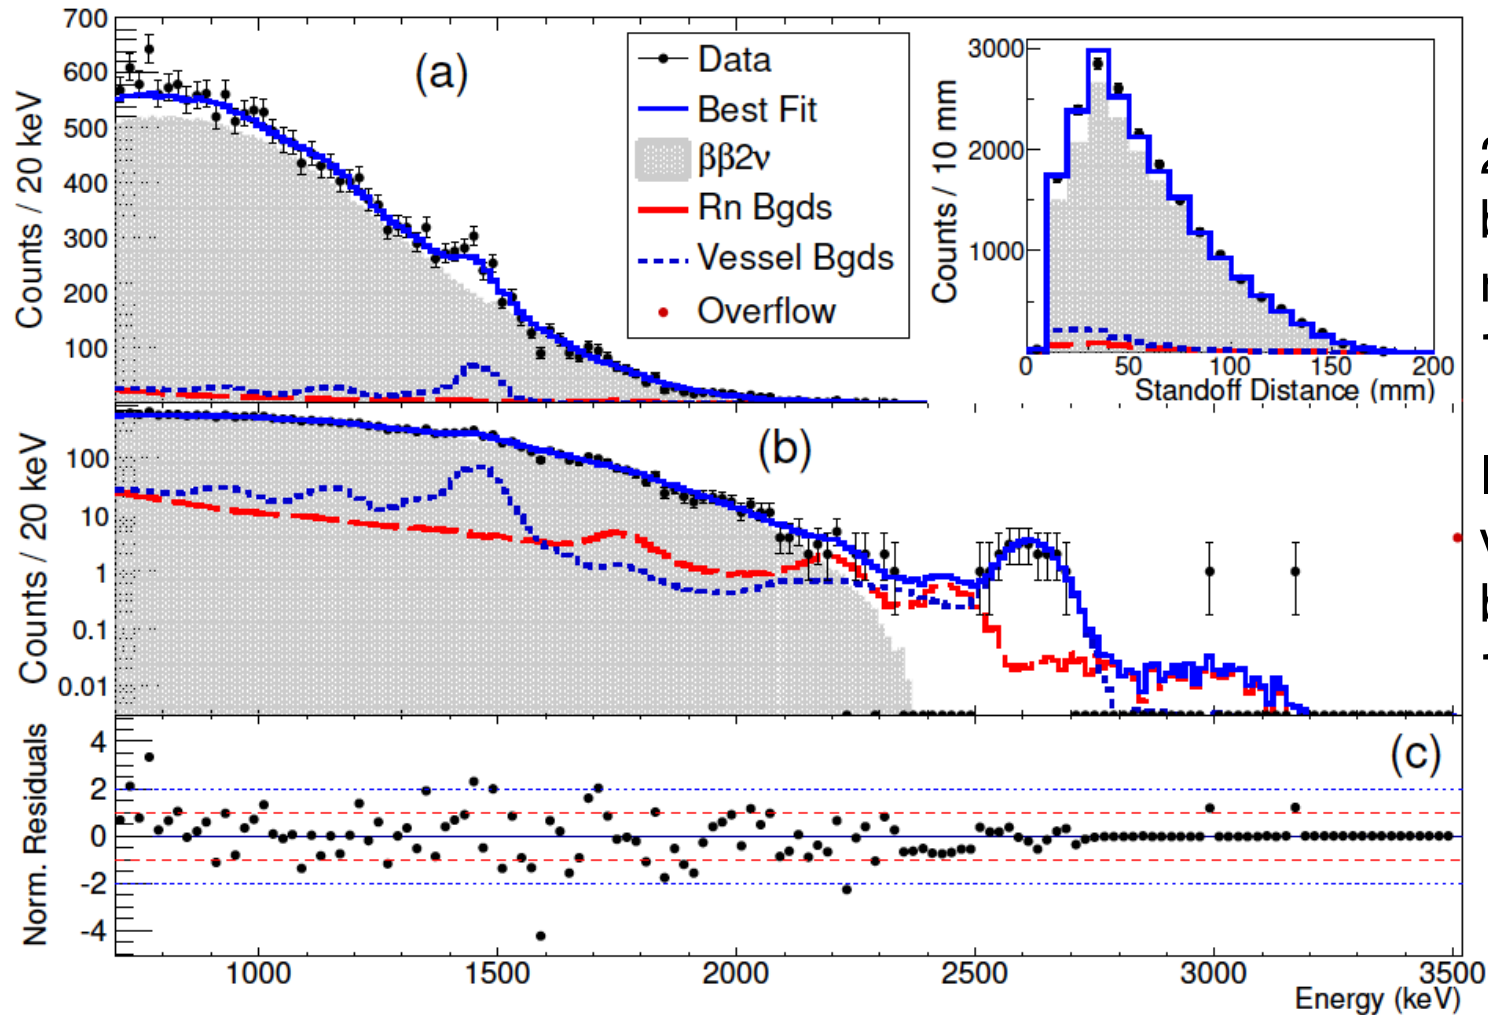 700
600
500
400
300
200
100
Counts / 20 keV
(a)
Data
Best Fit
ββ2ν
Rn Bgds
Vessel Bgds
Overflow
3000
2000
1000
Counts / 10 mm
0 50 100 150 200
Standoff Distance (mm)
100
10
1
0.1
0.01
Counts / 20 keV
(b)
4
2
0
-2
-4
Norm. Residuals
(c)
1000 1500 2000 2500 3000 3500
Energy (keV)